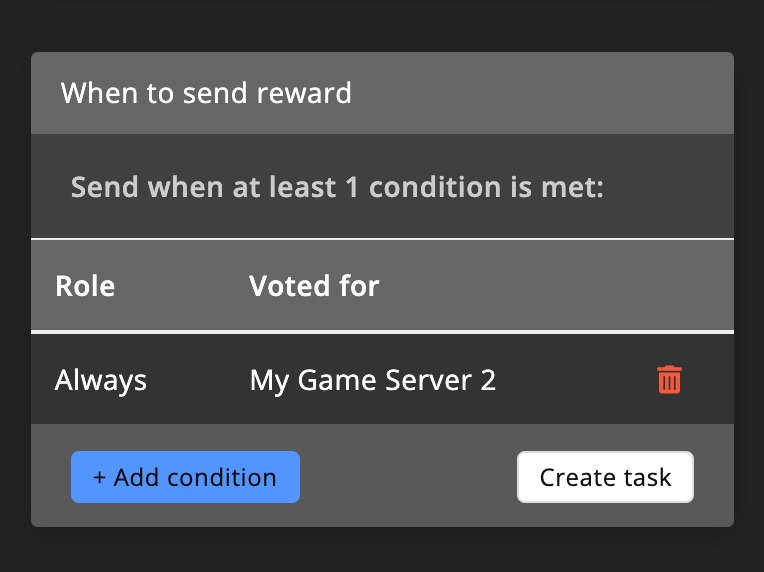 When to send reward
Send when at least 1 condition is met:
Role Voted for
Always My Game Server 2
+ Add condition Create task